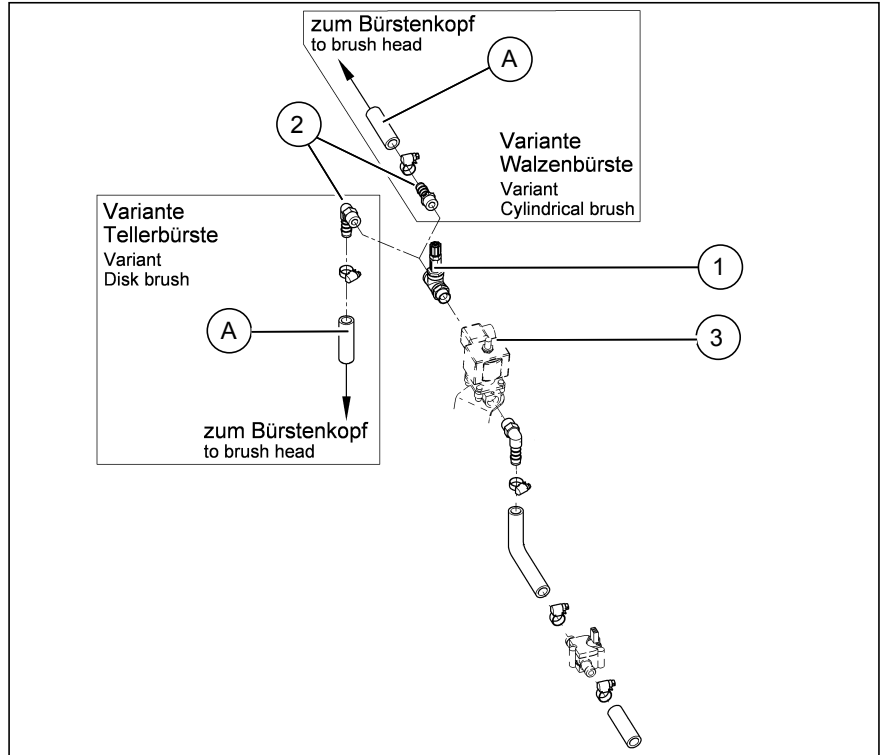 zum Bürstenkopf
to brush head
A
2
Variante
Walzenbürste
Variant
Cylindrical brush
Variante
Tellerbürste
Variant
Disk brush
1
A
3
zum Bürstenkopf
to brush head